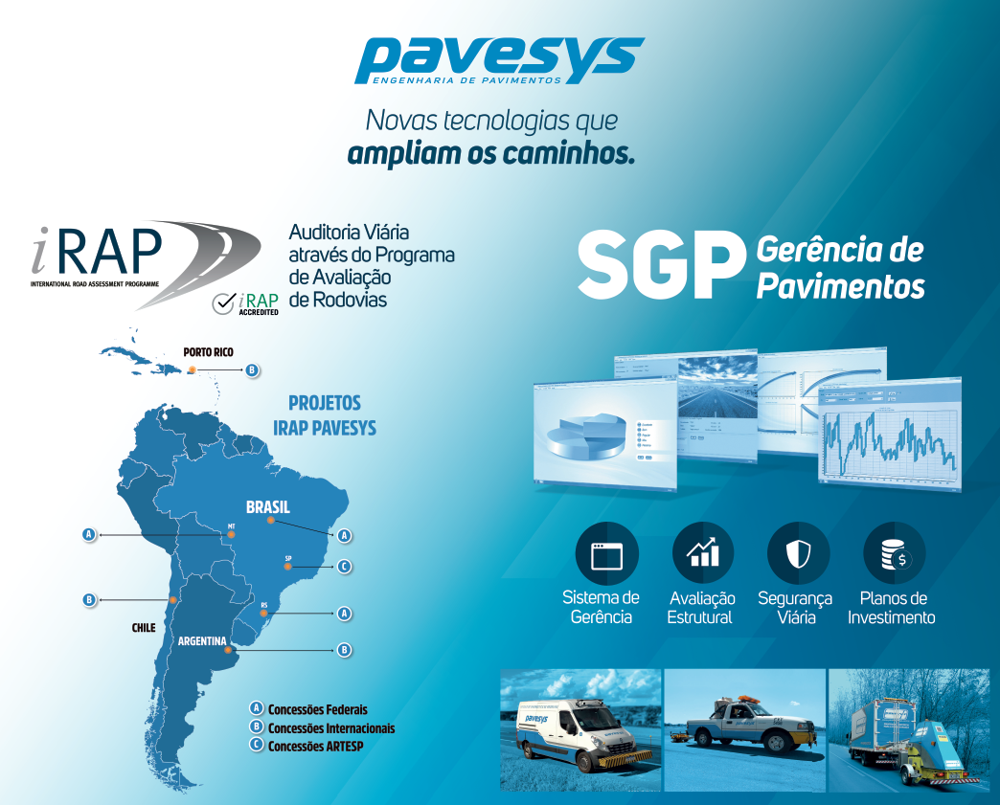 pavesys
ENGENHARIA DE PAVIMENTOS
Novas tecnologias que
ampliam os caminhos.
iRAP
INTERNATIONAL ROAD ASSESSMENT PROGRAMME
iRAP
ACCREDITED
Auditoria Viária
através do Programa
de Avaliação
de Rodovias
SGP
Gerência de
Pavimentos
PORTO RICO
B
PROJETOS
IRAP PAVESYS
BRASIL
MT
A
A
SP
C
B
RS
A
CHILE
ARGENTINA
B
A Concessões Federais
B Concessões Internacionais
C Concessões ARTESP
Sistema de
Gerência
Avaliação
Estrutural
Segurança
Viária
Planos de
Investimento
pavesys